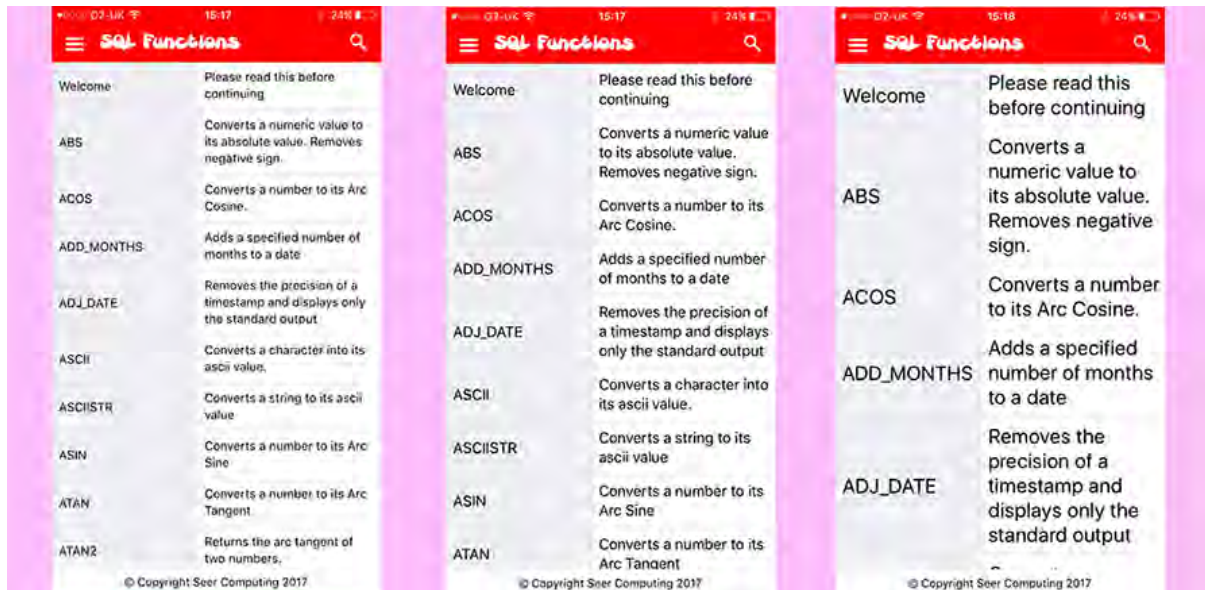 O2-UK 15:17 24%
SQL Functions
Welcome
Please read this before
continuing
ABS
Converts a numeric value to
its absolute value. Removes
negative sign.
ACOS
Converts a number to its Arc
Cosine.
ADD_MONTHS
Adds a specified number of
months to a date
ADJ_DATE
Removes the precision of a
timestamp and displays only
the standard output
ASCII
Converts a character into its
ascii value.
ASCIISTR
Converts a string to its ascii
value
ASIN
Converts a number to its Arc
Sine
ATAN
Converts a number to its Arc
Tangent
ATAN2
Returns the arc tangent of
two numbers.
© Copyright Seer Computing 2017
O2-UK 15:17 24%
SQL Functions
Welcome
Please read this before
continuing
ABS
Converts a numeric value
to its absolute value.
Removes negative sign.
ACOS
Converts a number to its
Arc Cosine.
ADD_MONTHS
Adds a specified number
of months to a date
ADJ_DATE
Removes the precision of
a timestamp and displays
only the standard output
ASCII
Converts a character into
its ascii value.
ASCIISTR
Converts a string to its
ascii value
ASIN
Converts a number to its
Arc Sine
ATAN
Converts a number to its
Arc Tangent
© Copyright Seer Computing 2017
O2-UK 15:18 24%
SQL Functions
Welcome
Please read this
before continuing
ABS
Converts a
numeric value to
its absolute value.
Removes negative
sign.
ACOS
Converts a number
to its Arc Cosine.
ADD_MONTHS
Adds a specified
number of months
to a date
ADJ_DATE
Removes the
precision of a
timestamp and
displays only the
standard output
© Copyright Seer Computing 2017